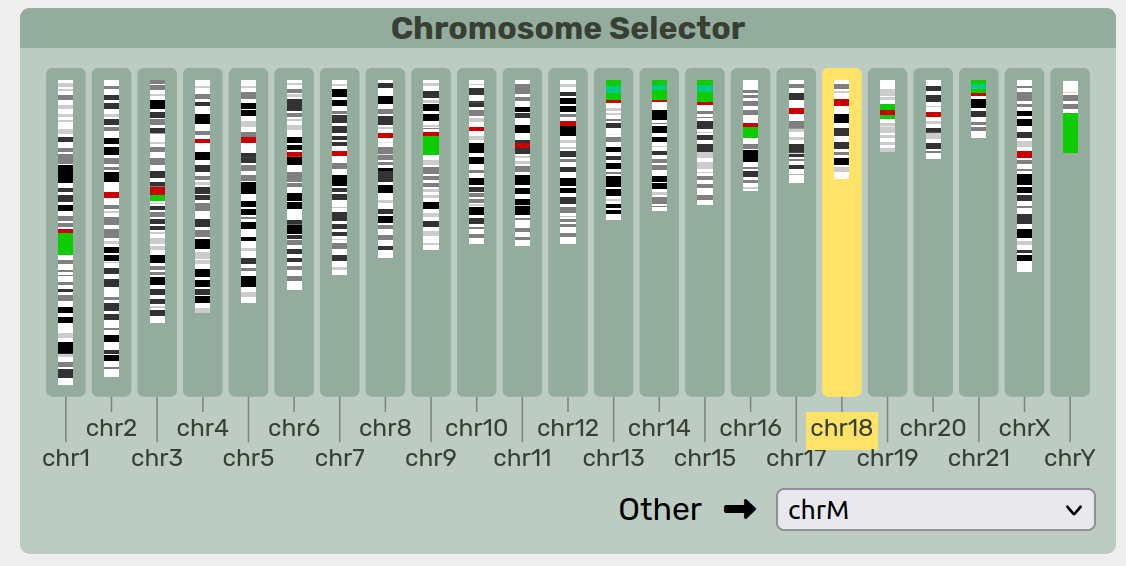 Chromosome Selector
chr2 chr4 chr6 chr8 chr10 chr12 chr14 chr16 chr18 chr20 chrX
chr1 chr3 chr5 chr7 chr9 chr11 chr13 chr15 chr17 chr19 chr21 chrY
Other ➡ chrM